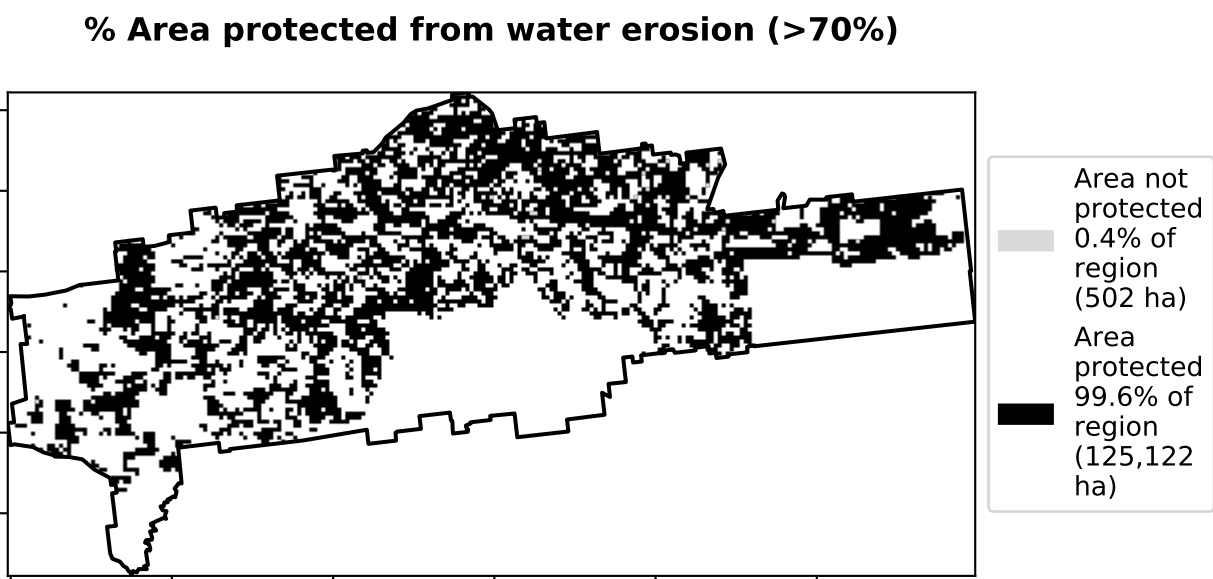 % Area protected from water erosion (>70%)
Area not
protected
0.4% of
region
(502 ha)
Area
protected
99.6% of
region
(125,122
ha)